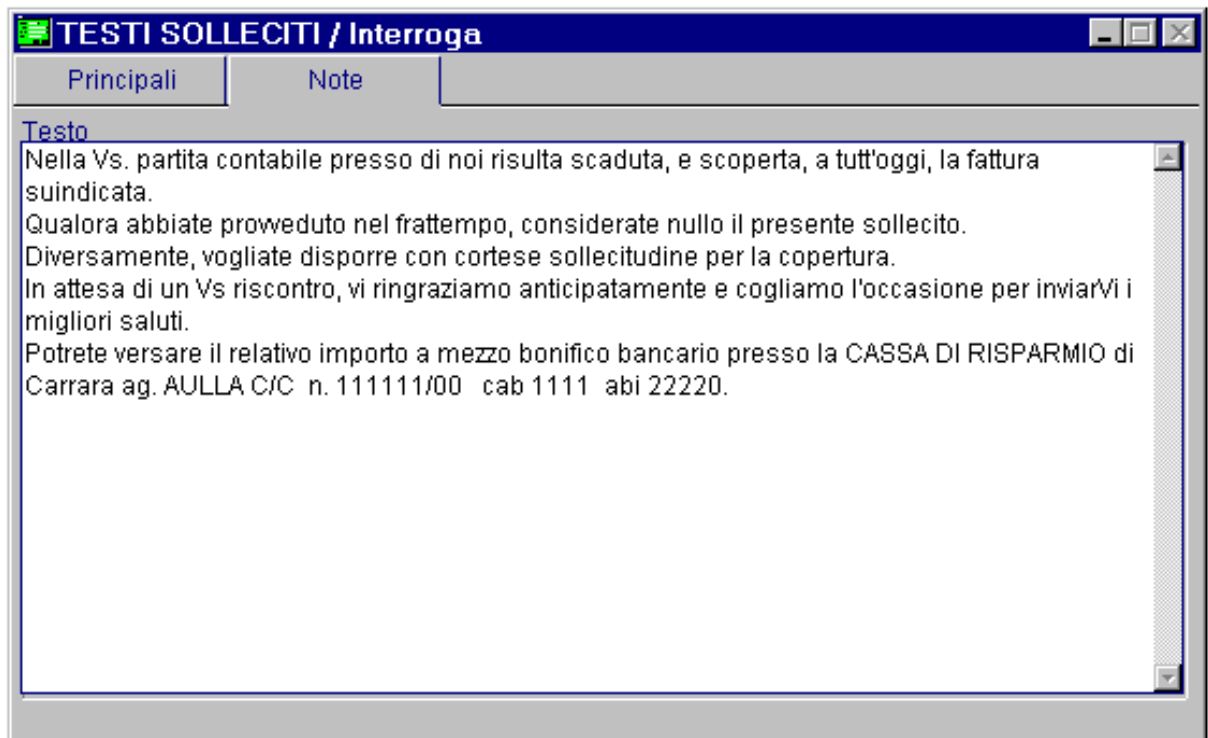 TESTI SOLLECITI / Interroga
Principali Note
Testo
Nella Vs. partita contabile presso di noi risulta scaduta, e scoperta, a tutt'oggi, la fattura
suindicata.
Qualora abbiate provveduto nel frattempo, considerate nullo il presente sollecito.
Diversamente, vogliate disporre con cortese sollecitudine per la copertura.
In attesa di un Vs riscontro, vi ringraziamo anticipatamente e cogliamo l'occasione per inviarVi i
migliori saluti.
Potrete versare il relativo importo a mezzo bonifico bancario presso la CASSA DI RISPARMIO di
Carrara ag. AULLA C/C n. 111111/00 cab 1111 abi 22220.